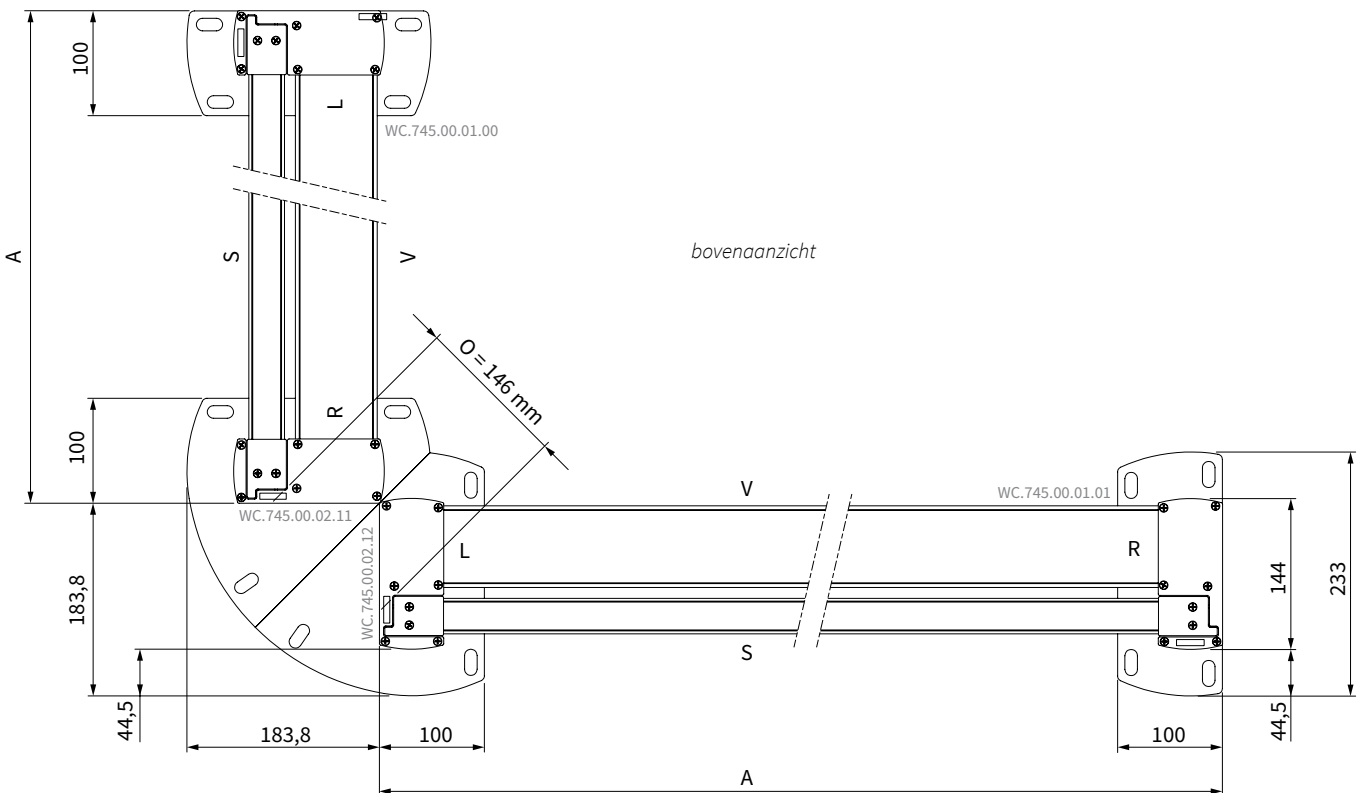 100
L
WC.745.00.01.00
A
S
V
bovenaanzicht
O = 146 mm
R
100
WC.745.00.02.11
WC.745.00.02.12
L
V
WC.745.00.01.01
R
144
233
183,8
S
44,5
183,8
100
100
44,5
A